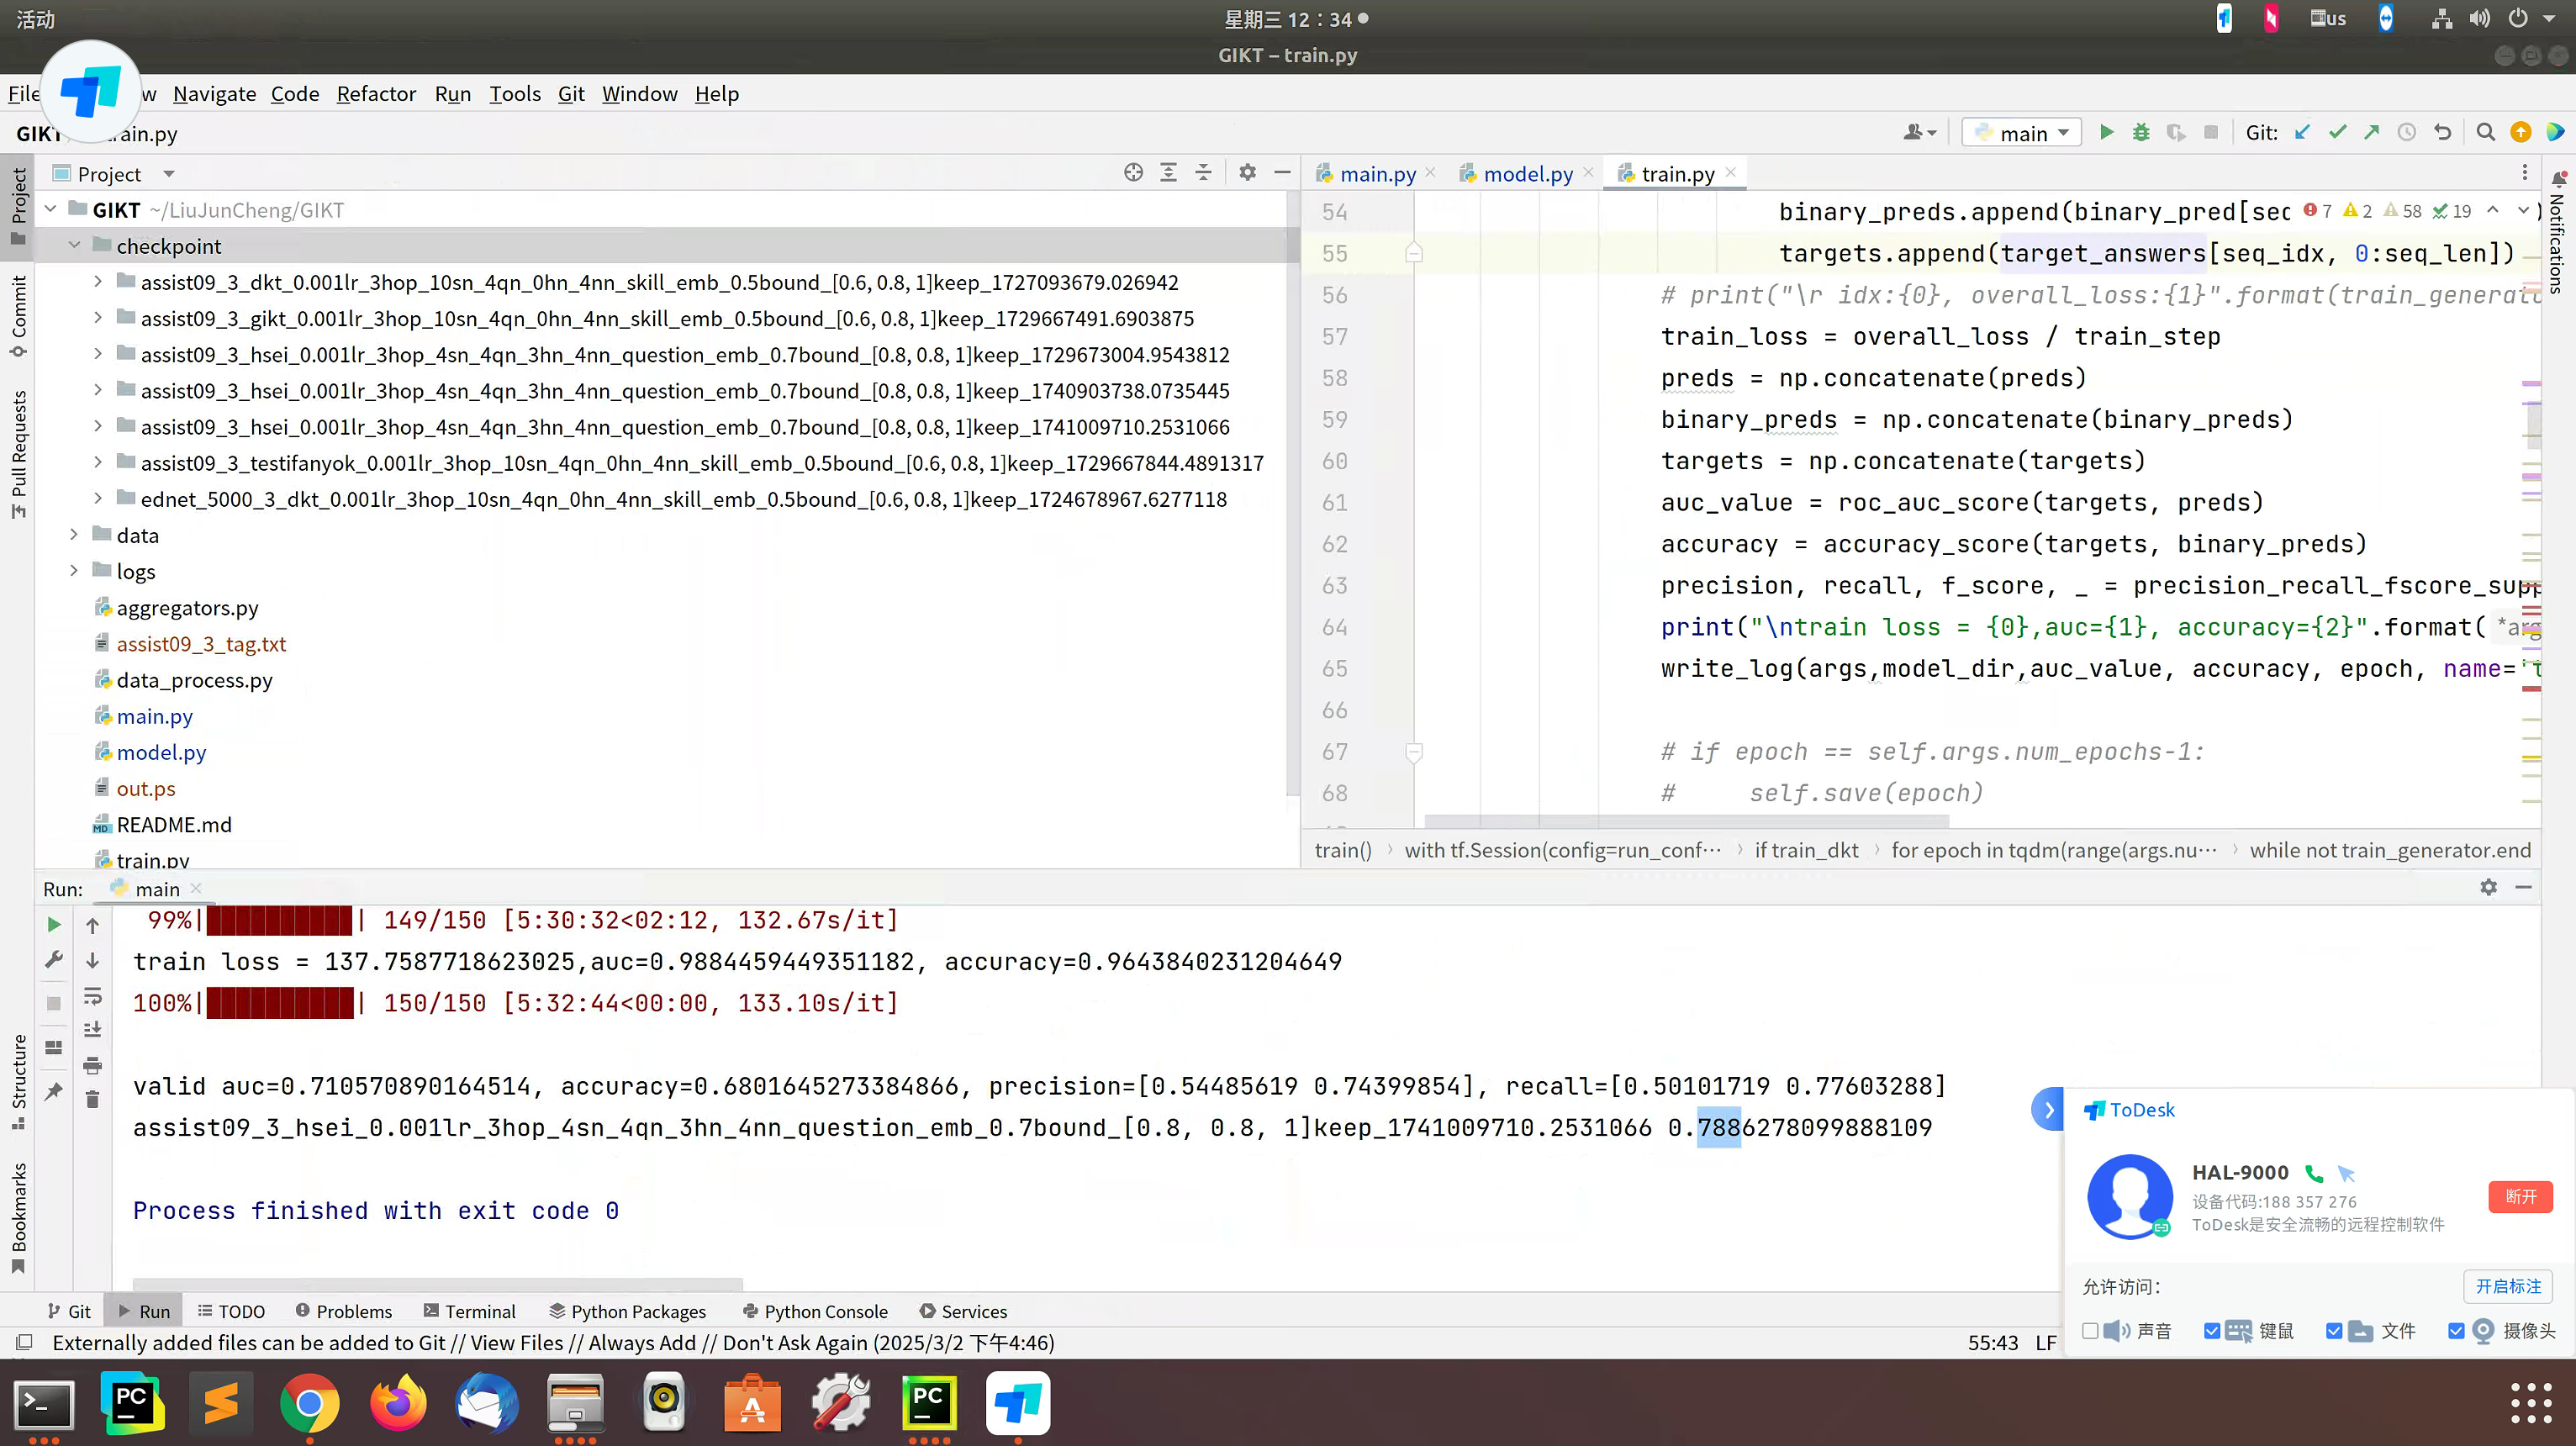 活动
星期三 12：34
us
GIKT – train.py
File
w
Navigate
Code
Refactor
Run
Tools
Git
Window
Help
GIKT
train.py
main
Git:
Project
main.py
model.py
train.py
GIKT ~/LiuJunCheng/GIKT
checkpoint
assist09_3_dkt_0.001lr_3hop_10sn_4qn_0hn_4nn_skill_emb_0.5bound_[0.6, 0.8, 1]keep_1727093679.026942
assist09_3_gikt_0.001lr_3hop_10sn_4qn_0hn_4nn_skill_emb_0.5bound_[0.6, 0.8, 1]keep_1729667491.6903875
assist09_3_hsei_0.001lr_3hop_4sn_4qn_3hn_4nn_question_emb_0.7bound_[0.8, 0.8, 1]keep_1729673004.9543812
assist09_3_hsei_0.001lr_3hop_4sn_4qn_3hn_4nn_question_emb_0.7bound_[0.8, 0.8, 1]keep_1740903738.0735445
assist09_3_hsei_0.001lr_3hop_4sn_4qn_3hn_4nn_question_emb_0.7bound_[0.8, 0.8, 1]keep_1741009710.2531066
assist09_3_testifanyok_0.001lr_3hop_10sn_4qn_0hn_4nn_skill_emb_0.5bound_[0.6, 0.8, 1]keep_1729667844.4891317
ednet_5000_3_dkt_0.001lr_3hop_10sn_4qn_0hn_4nn_skill_emb_0.5bound_[0.6, 0.8, 1]keep_1724678967.6277118
data
logs
aggregators.py
assist09_3_tag.txt
data_process.py
main.py
model.py
out.ps
README.md
train.py
Project
Commit
Pull Requests
Structure
Bookmarks
Notifications
7 2 58 19
54 binary_preds.append(binary_pred[sec
55 targets.append(target_answers[seq_idx, 0:seq_len])
56 # print("\r idx:{0}, overall_loss:{1}".format(train_generato
57 train_loss = overall_loss / train_step
58 preds = np.concatenate(preds)
59 binary_preds = np.concatenate(binary_preds)
60 targets = np.concatenate(targets)
61 auc_value = roc_auc_score(targets, preds)
62 accuracy = accuracy_score(targets, binary_preds)
63 precision, recall, f_score, _ = precision_recall_fscore_supp
64 print("\ntrain loss = {0},auc={1}, accuracy={2}".format( *arg
65 write_log(args,model_dir,auc_value, accuracy, epoch, name='t
66
67 # if epoch == self.args.num_epochs-1:
68 #     self.save(epoch)
train() › with tf.Session(config=run_conf··· › if train_dkt › for epoch in tqdm(range(args.nu··· › while not train_generator.end
Run: main
99%| | 149/150 [5:30:32<02:12, 132.67s/it]
train loss = 137.7587718623025,auc=0.9884459449351182, accuracy=0.9643840231204649
100%| | 150/150 [5:32:44<00:00, 133.10s/it]
valid auc=0.710570890164514, accuracy=0.6801645273384866, precision=[0.54485619 0.74399854], recall=[0.50101719 0.77603288]
assist09_3_hsei_0.001lr_3hop_4sn_4qn_3hn_4nn_question_emb_0.7bound_[0.8, 0.8, 1]keep_1741009710.2531066 0.7886278099888109
Process finished with exit code 0
Git
Run
TODO
Problems
Terminal
Python Packages
Python Console
Services
Externally added files can be added to Git // View Files // Always Add // Don't Ask Again (2025/3/2 下午4:46)
55:43 LF
ToDesk
HAL-9000
设备代码:188 357 276
ToDesk是安全流畅的远程控制软件
断开
允许访问：
开启标注
声音
键鼠
文件
摄像头
PC
PC